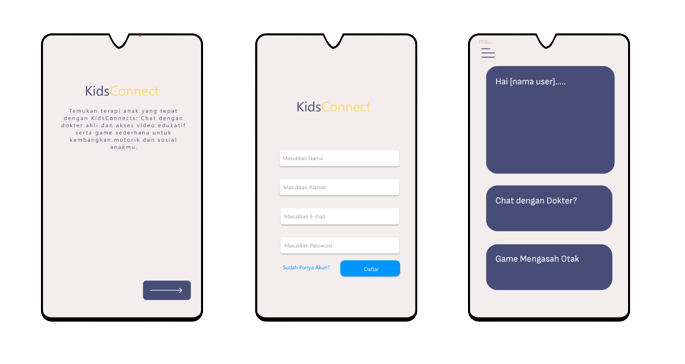 KidsConnect
Temukan terapi anak yang tepat
dengan KidsConnects: Chat dengan
dokter ahli dan akses video edukatif
serta game sederhana untuk
kembangkan motorik dan sosial
anakmu.
KidsConnect
Masukkan Nama
Masukkan Alamat
Masukkan E-mail
Masukkan Password
Sudah Punya Akun?
Daftar
Hai [nama user].....
Chat dengan Dokter?
Game Mengasah Otak